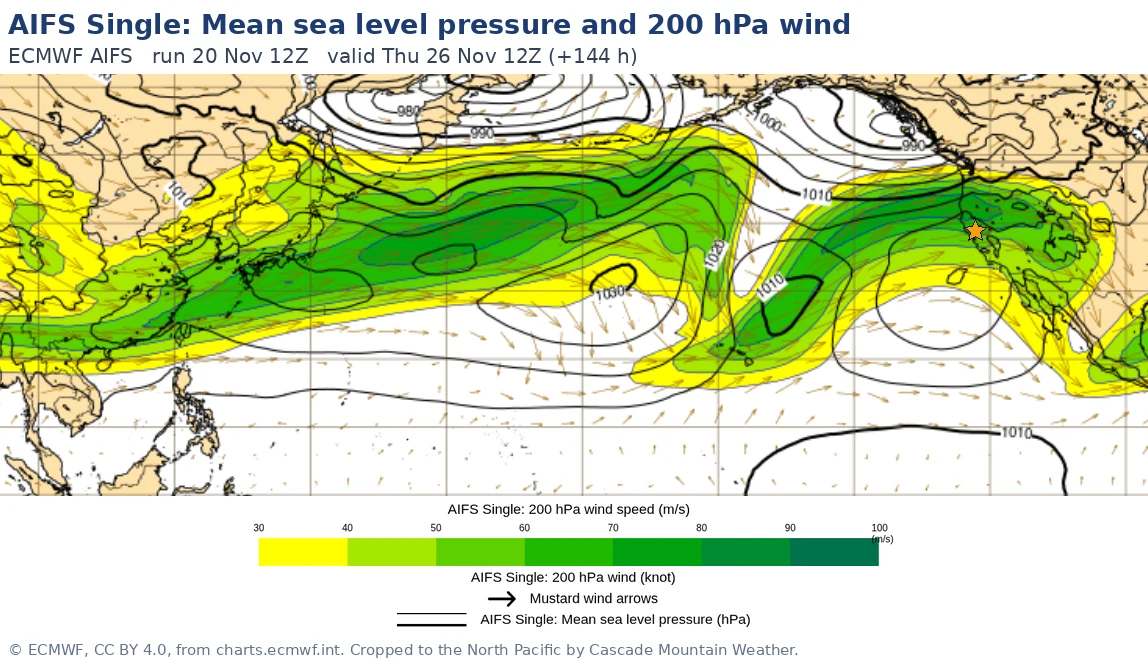 AIFS Single: Mean sea level pressure and 200 hPa wind
ECMWF AIFS run 20 Nov 12Z valid Thu 26 Nov 12Z (+144 h)
980
990
1000
990
1010
1010
1020
1010
1030
1010
AIFS Single: 200 hPa wind speed (m/s)
30 40 50 60 70 80 90 100
(m/s)
AIFS Single: 200 hPa wind (knot)
Mustard wind arrows
AIFS Single: Mean sea level pressure (hPa)
© ECMWF, CC BY 4.0, from charts.ecmwf.int. Cropped to the North Pacific by Cascade Mountain Weather.